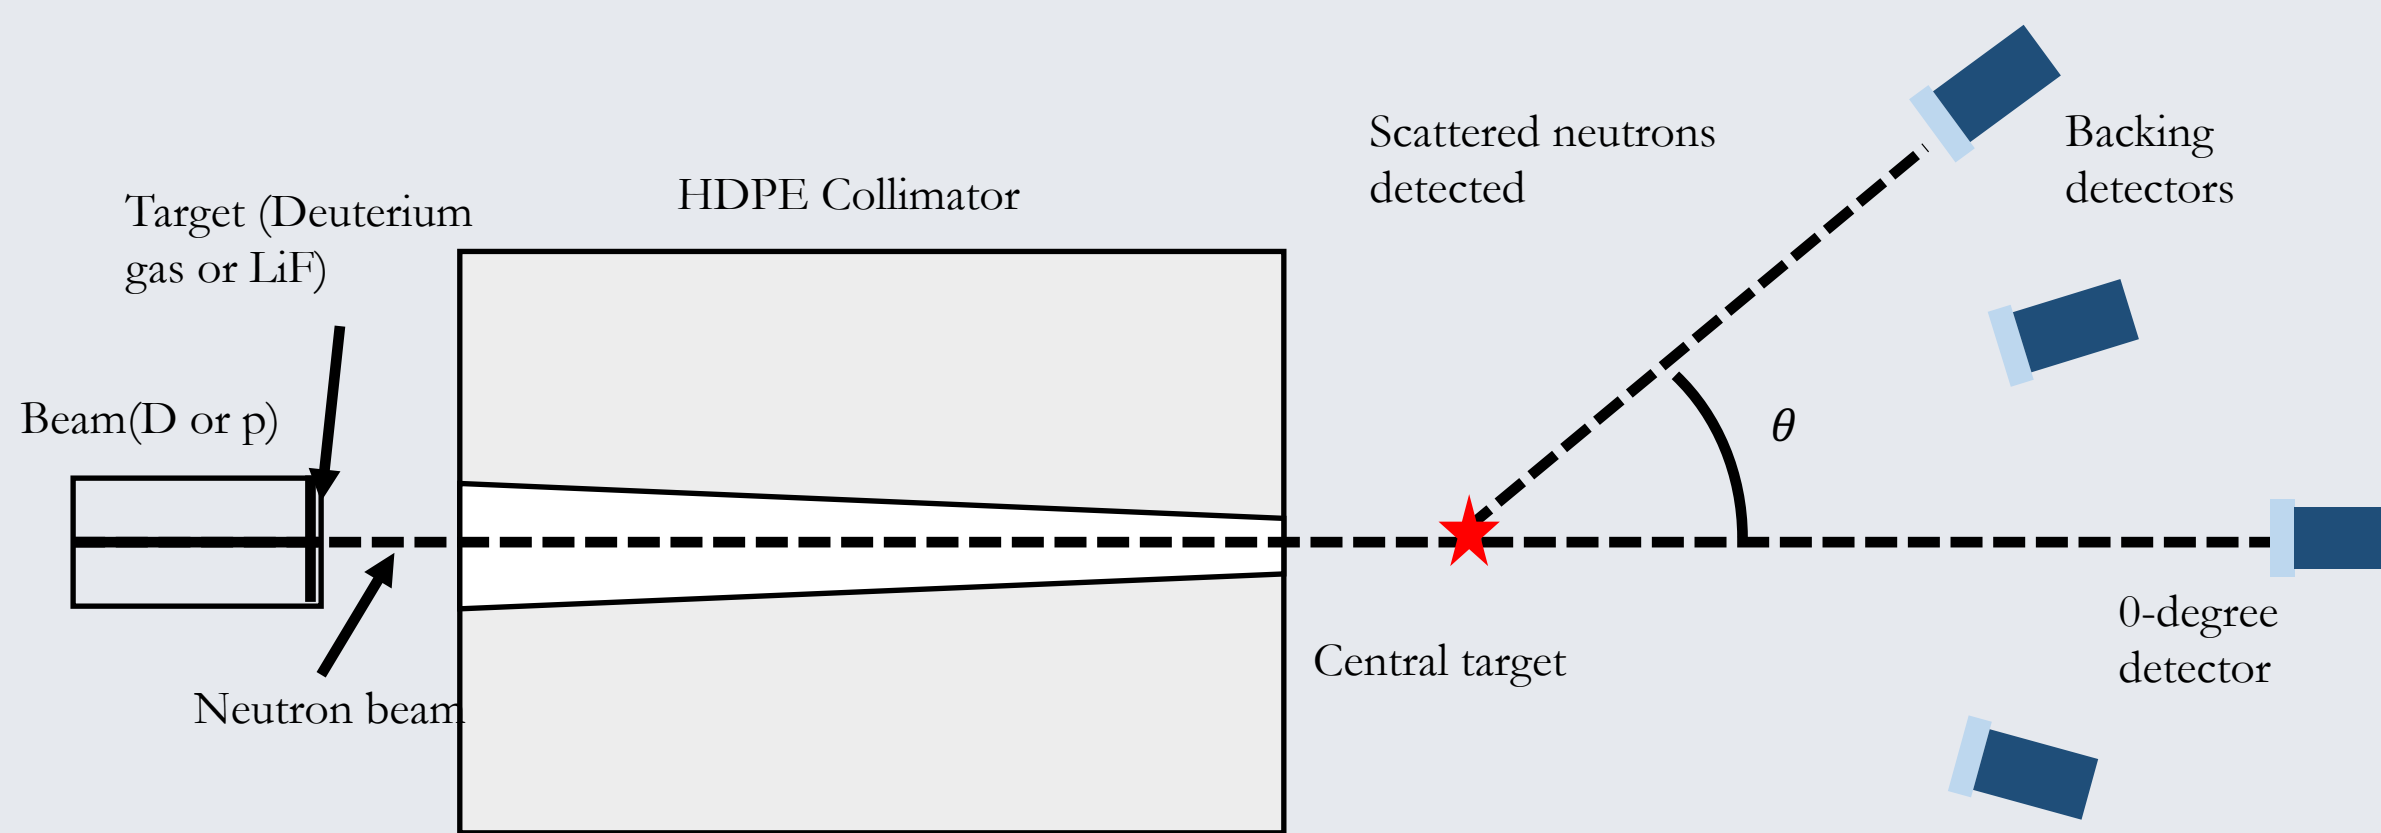 Scattered neutrons
detected
Backing
detectors
HDPE Collimator
Target (Deuterium
gas or LiF)
Beam(D or p)
θ
0-degree
detector
Central target
Neutron beam